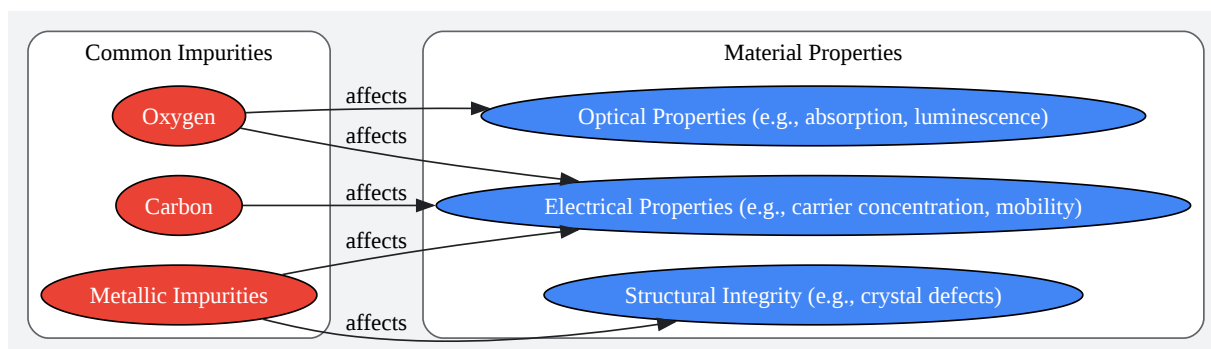 Common Impurities
Material Properties
Oxygen
affects
Optical Properties (e.g., absorption, luminescence)
affects
Carbon
affects
Electrical Properties (e.g., carrier concentration, mobility)
affects
Metallic Impurities
Structural Integrity (e.g., crystal defects)
affects